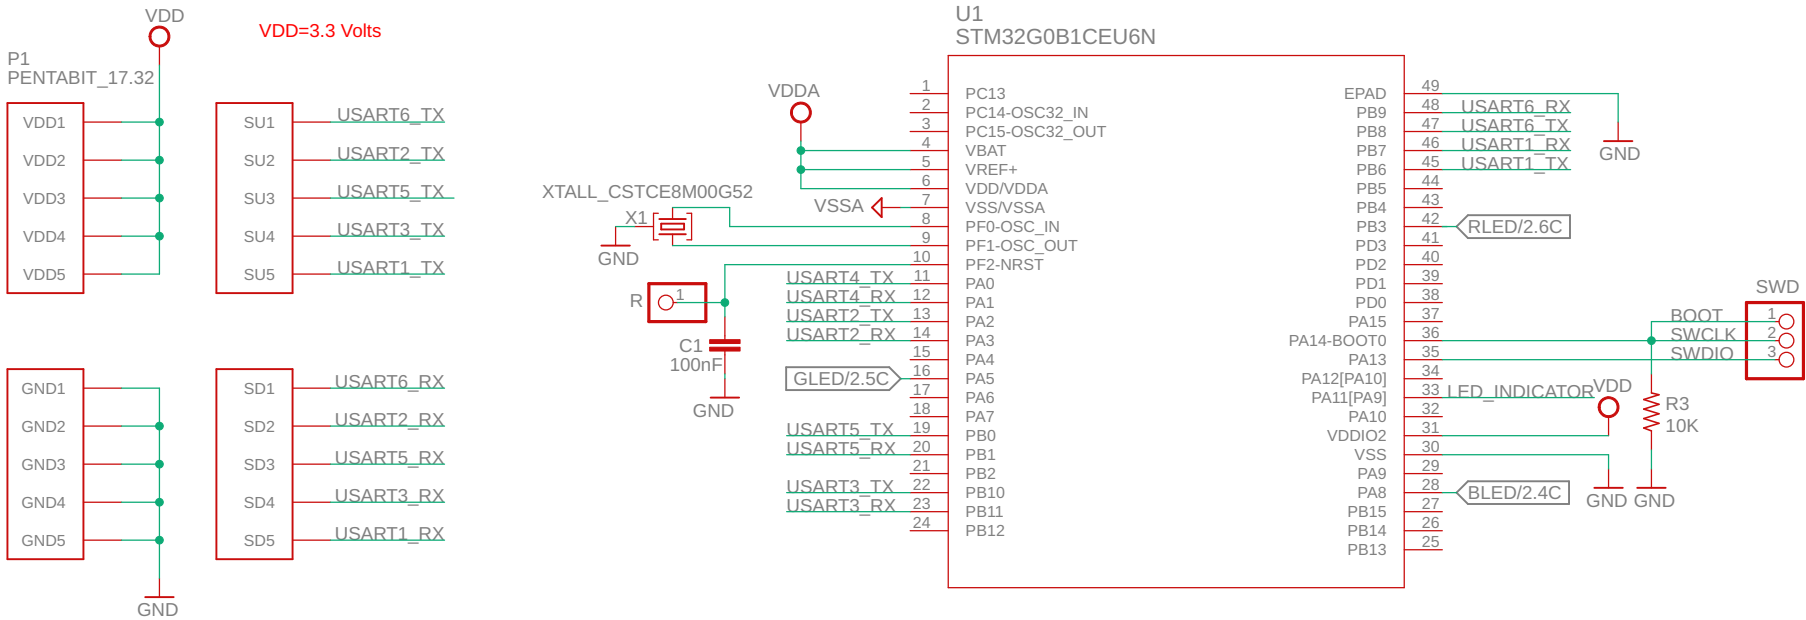 VDD
VDD=3.3 Volts
P1
PENTABIT_17.32
VDD1
VDD2
VDD3
VDD4
VDD5
SU1 USART6_TX
SU2 USART2_TX
SU3 USART5_TX
SU4 USART3_TX
SU5 USART1_TX
GND1
GND2
GND3
GND4
GND5
GND
SD1 USART6_RX
SD2 USART2_RX
SD3 USART5_RX
SD4 USART3_RX
SD5 USART1_RX
U1
STM32G0B1CEU6N
VDDA
VSSA
XTALL_CSTCE8M00G52
X1
GND
R
1
C1
100nF
GND
1 PC13
2 PC14-OSC32_IN
3 PC15-OSC32_OUT
4 VBAT
5 VREF+
6 VDD/VDDA
7 VSS/VSSA
8 PF0-OSC_IN
9 PF1-OSC_OUT
10 PF2-NRST
USART4_TX 11 PA0
USART4_RX 12 PA1
USART2_TX 13 PA2
USART2_RX 14 PA3
15 PA4
GLED/2.5C 16 PA5
17 PA6
18 PA7
USART5_TX 19 PB0
USART5_RX 20 PB1
21 PB2
USART3_TX 22 PB10
USART3_RX 23 PB11
24 PB12
EPAD 49
PB9 48 USART6_RX
PB8 47 USART6_TX
PB7 46 USART1_RX
PB6 45 USART1_TX
PB5 44
PB4 43
PB3 42 RLED/2.6C
PD3 41
PD2 40
PD1 39
PD0 38
PA15 37
PA14-BOOT0 36
PA13 35
PA12[PA10] 34
PA11[PA9] 33 LED_INDICATOR
PA10 32
VDDIO2 31
VSS 30
PA9 29
PA8 28 BLED/2.4C
PB15 27
PB14 26
PB13 25
GND
SWD
BOOT 1
SWCLK 2
SWDIO 3
VDD
R3
10K
GND
GND